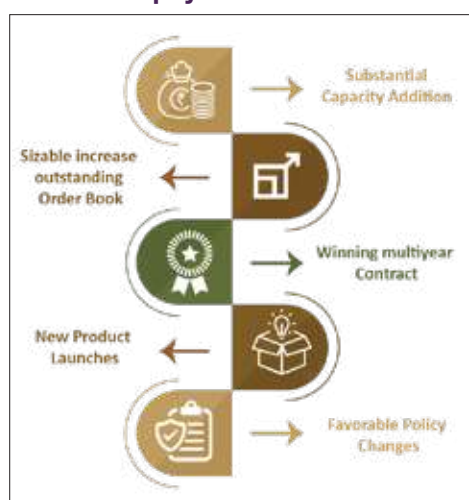 Substantial
Capacity Addition
Sizable increase
outstanding
Order Book
Winning multiyear
Contract
New Product
Launches
Favorable Policy
Changes